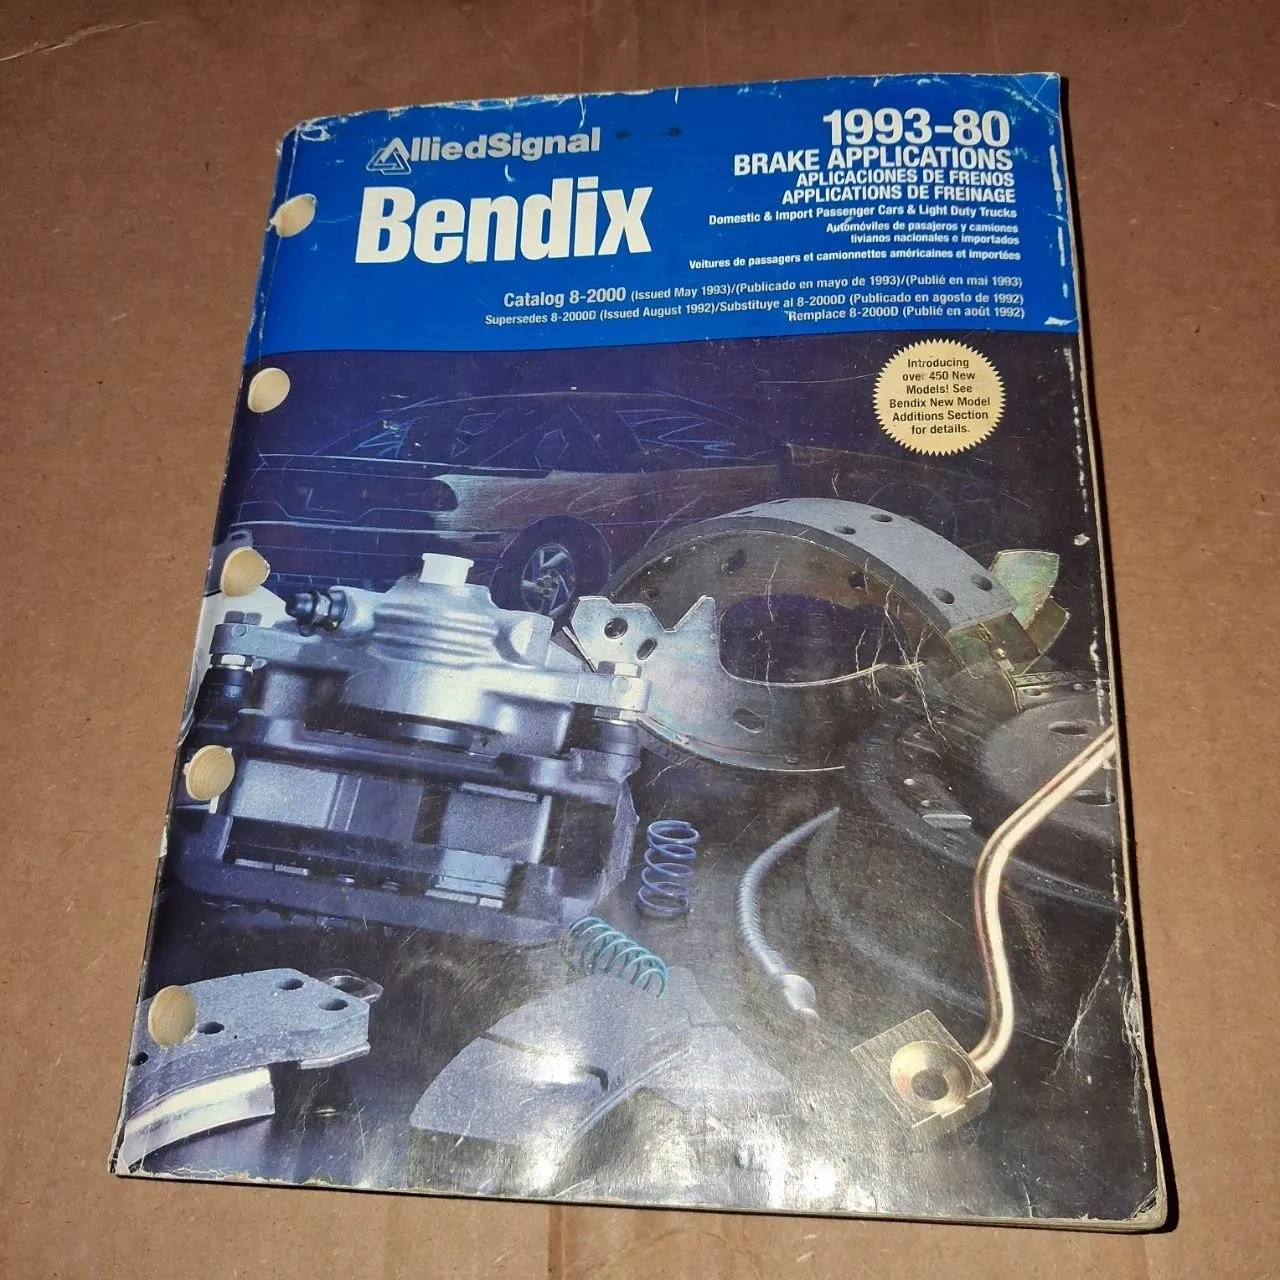 AlliedSignal
Bendix
1993-80
BRAKE APPLICATIONS
APLICACIONES DE FRENOS
APPLICATIONS DE FREINAGE
Domestic & Import Passenger Cars & Light Duty Trucks
Automóviles de pasajeros y camiones
livianos nacionales e importados
Voitures de passagers et camionnettes américaines et importées
Catalog 8-2000 (Issued May 1993)/(Publicado en mayo de 1993)/(Publié en mai 1993)
Supersedes 8-2000D (Issued August 1992)/Substituye al 8-2000D (Publicado en agosto de 1992)
Remplace 8-2000D (Publié en août 1992)
Introducing
over 450 New
Models! See
Bendix New Model
Additions Section
for details.